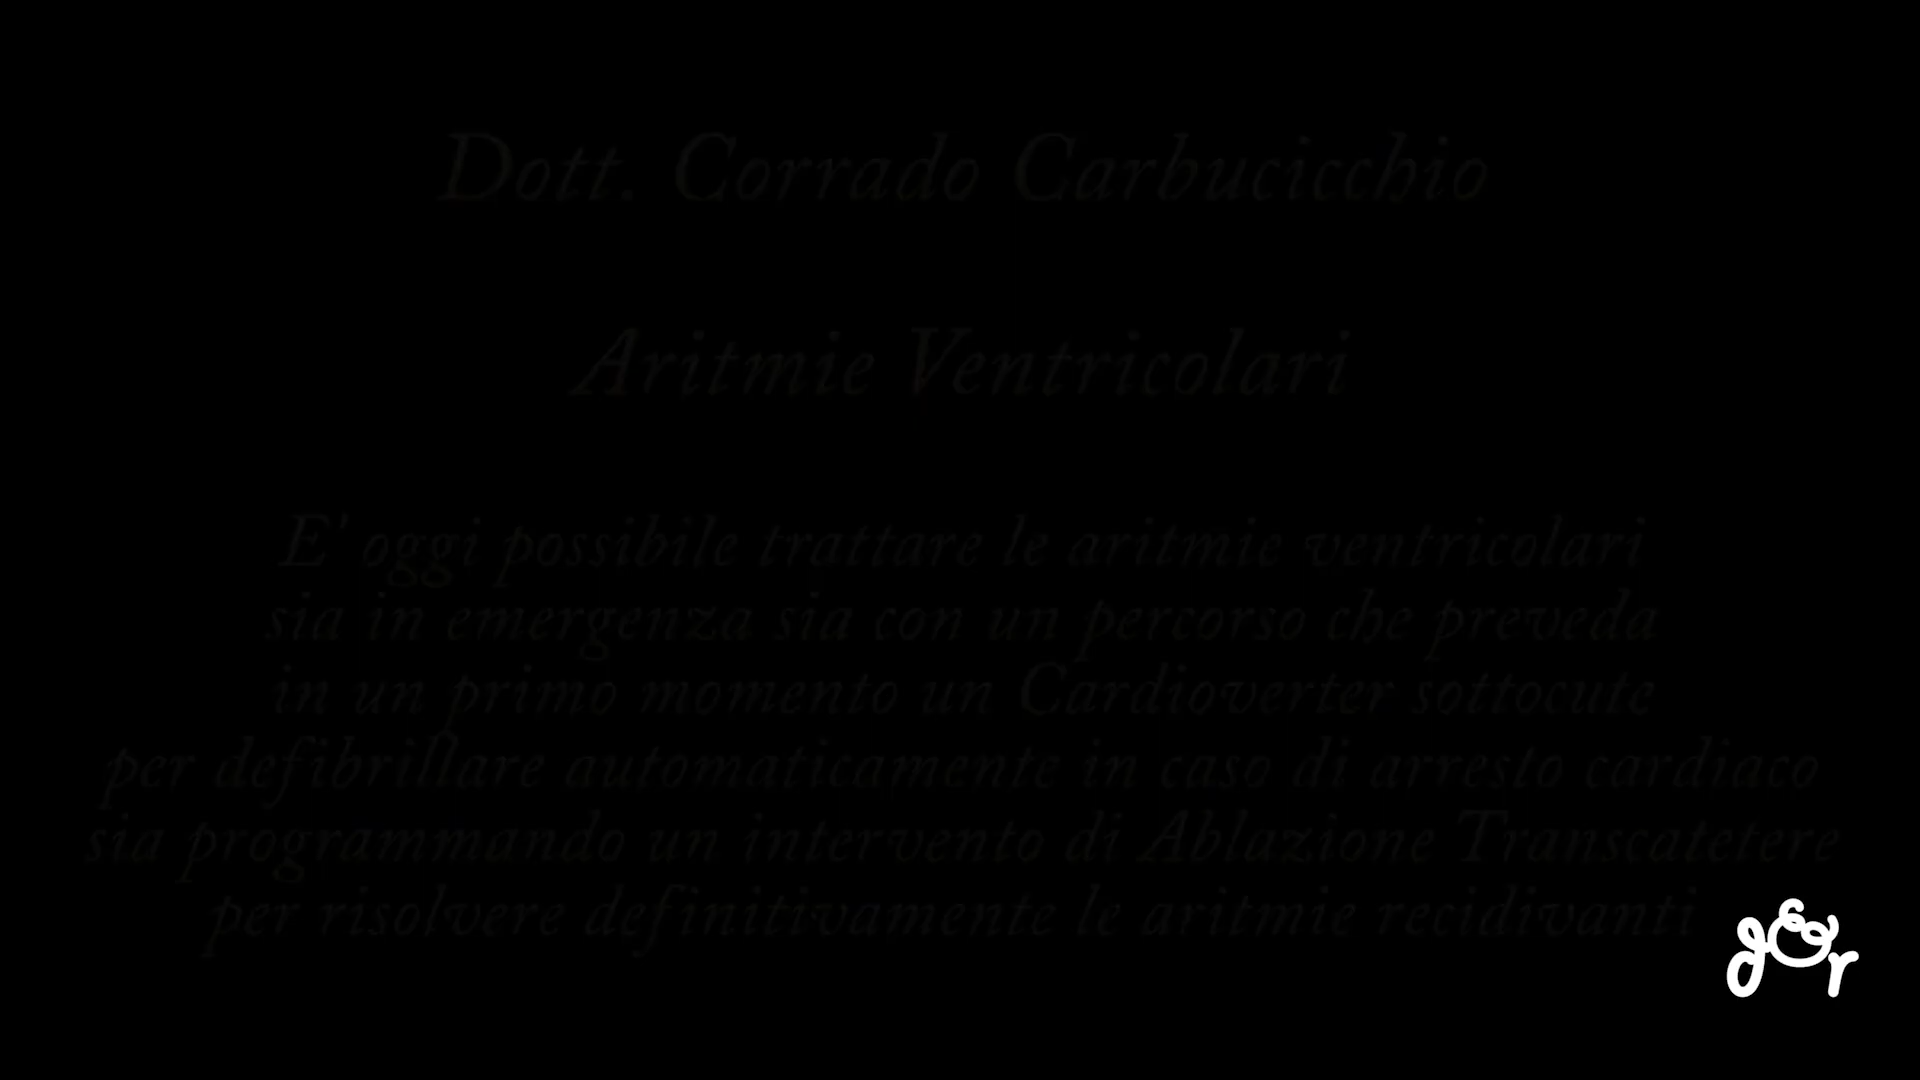 Dott. Corrado Carbucicchio
Aritmie Ventricolari
E' oggi possibile trattare le aritmie ventricolari
sia in emergenza sia con un percorso che preveda
in un primo momento un Cardioverter sottocute
per defibrillare automaticamente in caso di arresto cardiaco
sia programmando un intervento di Ablazione Transcatetere
per risolvere definitivamente le aritmie recidivanti
g&r